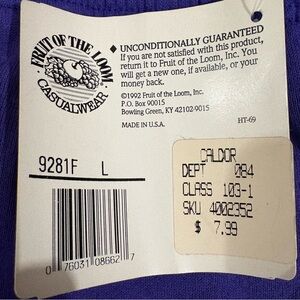 FRUIT OF THE LOOM
CASUALWEAR
UNCONDITIONALLY GUARANTEED
If you are not satisfied with this product,
return it to Fruit of the Loom, Inc. You
will get a new one, if available, or your
money back.
©1992 Fruit of the Loom, Inc.
P.O. Box 90015
Bowling Green, KY 42102-9015
MADE IN U.S.A.
HT-69
9281F L
CALDOR
DEPT 084
CLASS 103-1
SKU 4002352
$ 7.99
0 76031 08662 7